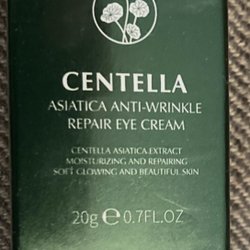 CENTELLA
ASIATICA ANTI-WRINKLE
REPAIR EYE CREAM
CENTELLA ASIATICA EXTRACT
MOISTURIZING AND REPAIRING
SOFT GLOWING AND BEAUTIFUL SKIN
20g ℮ 0.7FL.OZ